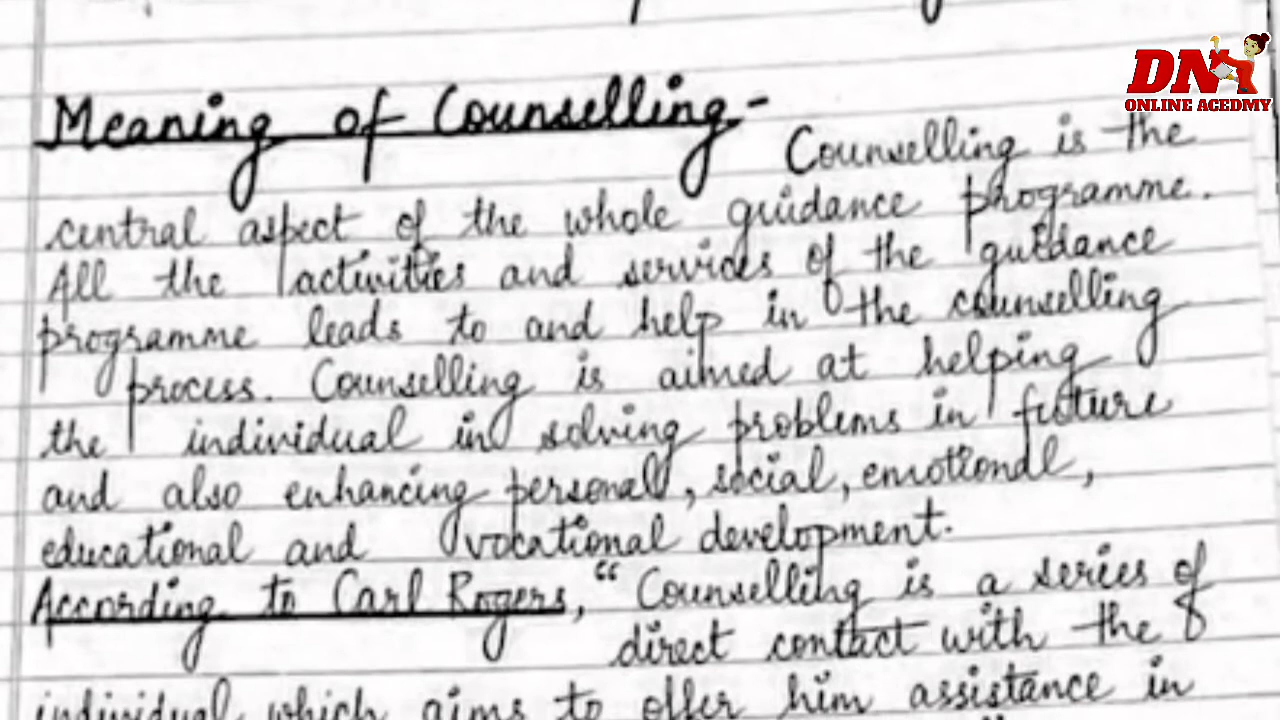 DNA
ONLINE ACEDMY
Meaning of Counselling-
Counselling is the
central aspect of the whole guidance programme.
All the activities and services of the guidance
programme leads to and help in the counselling
process. Counselling is aimed at helping
the individual in solving problems in future
and also enhancing personal, social, emotional,
educational and vocational development.
According to Carl Rogers, “Counselling is a series of
direct contact with the
individual which aims to offer him assistance in